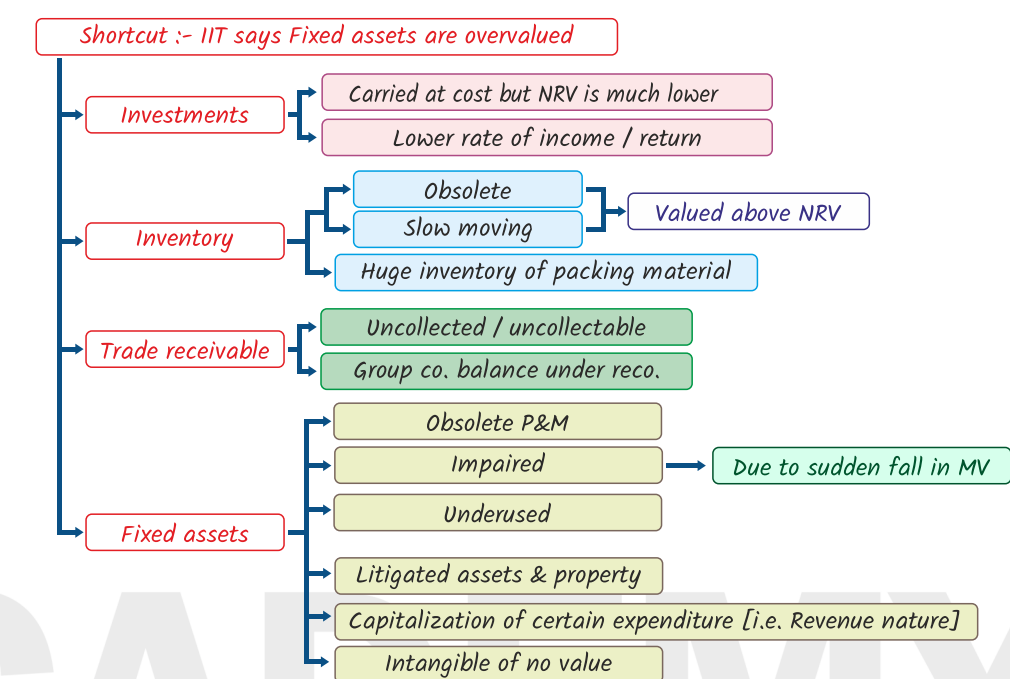 Shortcut :- IIT says Fixed assets are overvalued
Investments
Carried at cost but NRV is much lower
Lower rate of income / return
Inventory
Obsolete
Slow moving
Valued above NRV
Huge inventory of packing material
Trade receivable
Uncollected / uncollectable
Group co. balance under reco.
Fixed assets
Obsolete P&M
Impaired
Due to sudden fall in MV
Underused
Litigated assets & property
Capitalization of certain expenditure [i.e. Revenue nature]
Intangible of no value